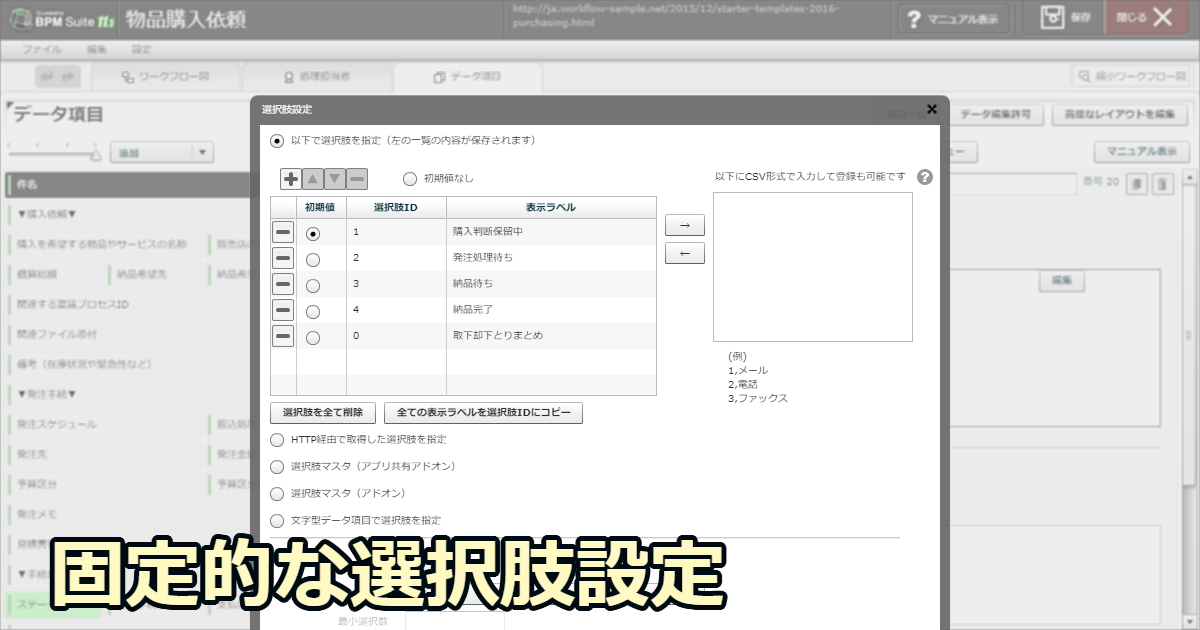 Questetra
BPM Suite 11.1
物品購入依頼
http://ja.workflow-sample.net/2015/12/starter-templates-2016-
purchasing.html
マニュアル表示
保存
閉じる
ファイル 編集 設定
ワークフロー図
処理担当者
データ項目
縮小ワークフロー図
データ項目
追加
データ編集許可
高度なレイアウトを編集
マニュアル表示
件名
▼購入依頼▼
購入を希望する物品やサービスの名称
概算総額
納品希望先
関連する稟議プロセスID
関連ファイル添付
備考（在庫状況や緊急性など）
▼発注手続▼
発注スケジュール
発注先
予算区分
発注メモ
番号 20
編集
選択肢設定
以下で選択肢を指定（左の一覧の内容が保存されます）
初期値なし
以下にCSV形式で入力して登録も可能です
初期値 選択肢ID 表示ラベル
1 購入判断保留中
2 発注処理待ち
3 納品待ち
4 納品完了
0 取下却下とりまとめ
→
←
(例)
1,メール
2,電話
3,ファックス
選択肢を全て削除
全ての表示ラベルを選択肢IDにコピー
HTTP経由で取得した選択肢を指定
選択肢マスタ（アプリ共有アドオン）
選択肢マスタ（アドオン）
文字型データ項目で選択肢を指定
固定的な選択肢設定
最小選択数